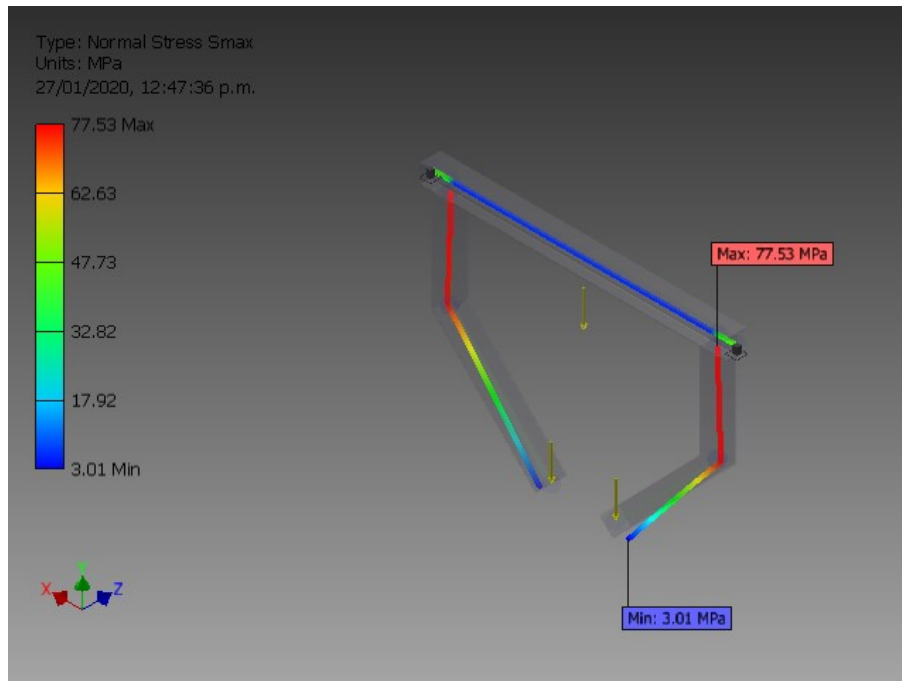 Type: Normal Stress Smax
Units: MPa
27/01/2020, 12:47:36 p.m.
77.53 Max
62.63
47.73
32.82
17.92
3.01 Min
Max: 77.53 MPa
Min: 3.01 MPa
Y
X
Z